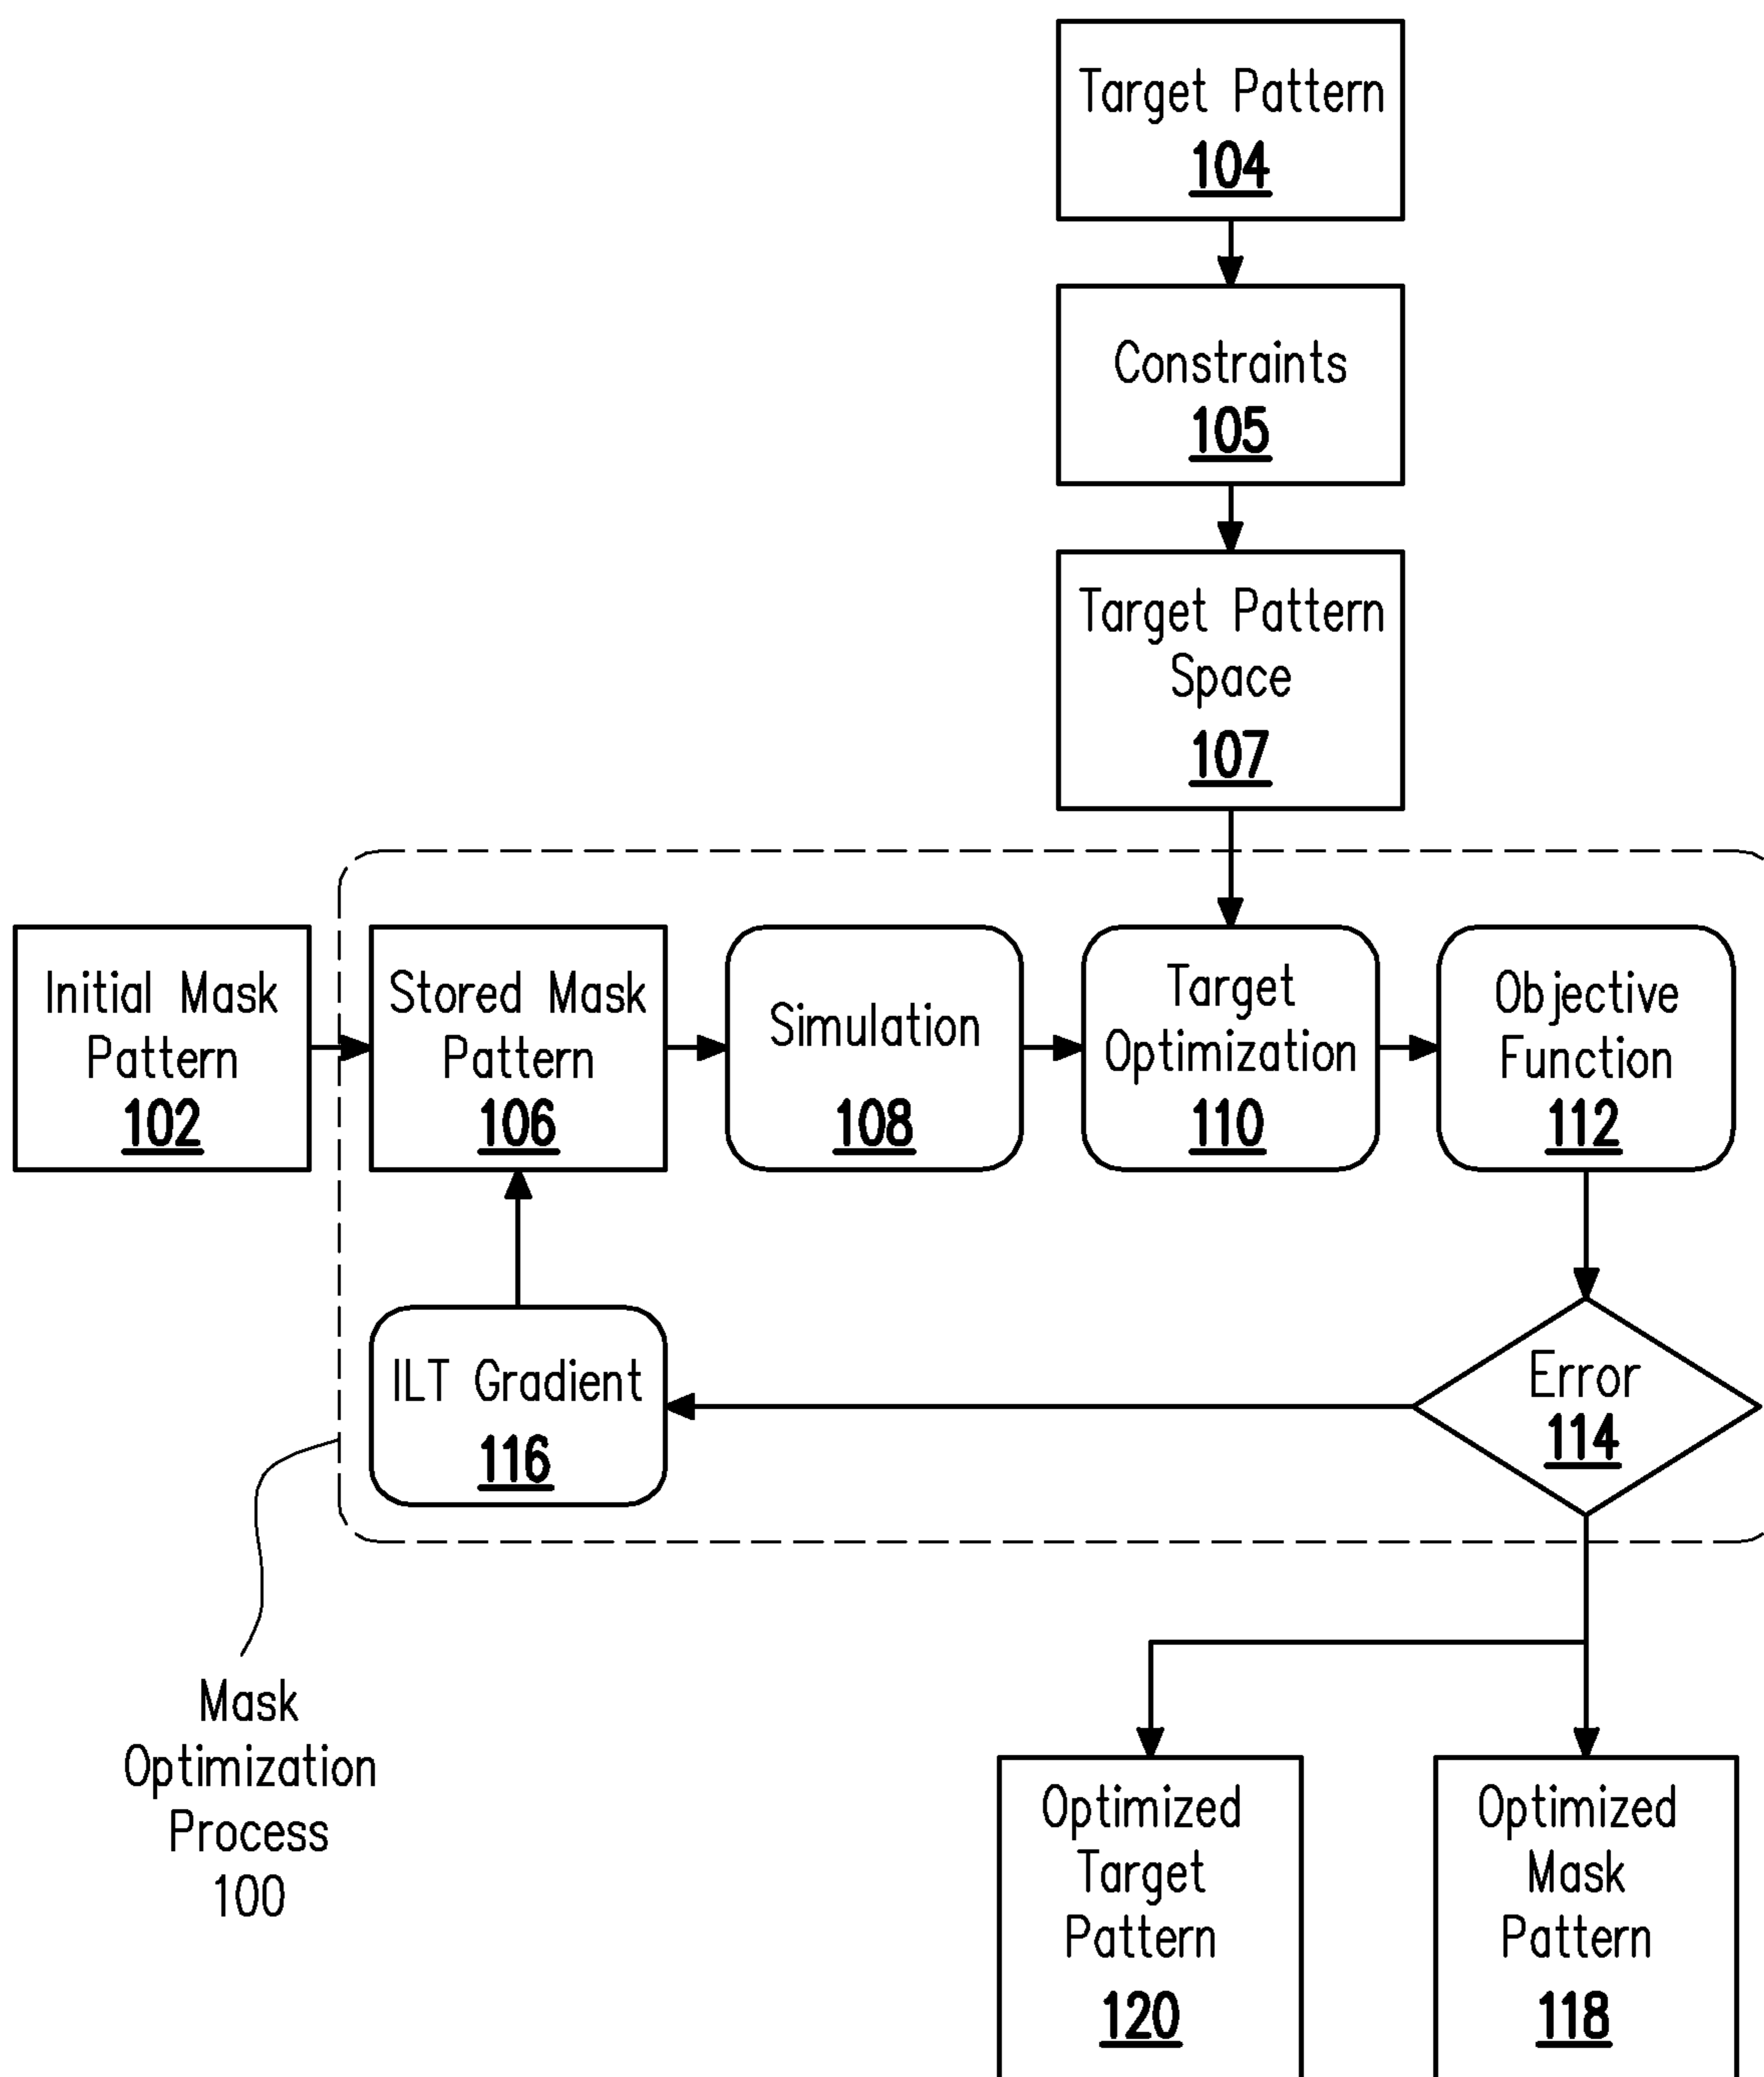 Target Pattern
104
Constraints
105
Target Pattern
Space
107
Initial Mask
Pattern
102
Stored Mask
Pattern
106
Simulation
108
Target
Optimization
110
Objective
Function
112
ILT Gradient
116
Error
114
Mask
Optimization
Process
100
Optimized
Target
Pattern
120
Optimized
Mask
Pattern
118